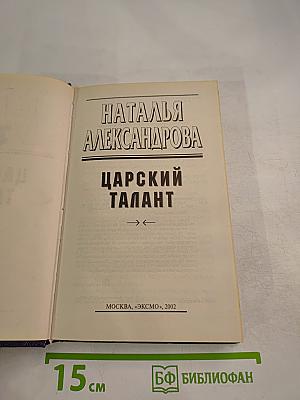 НАТАЛЬЯ
АЛЕКСАНДРОВА
ЦАРСКИЙ
ТАЛАНТ
МОСКВА, «ЭКСМО», 2002
15 см
БФ БИБЛИОФАН